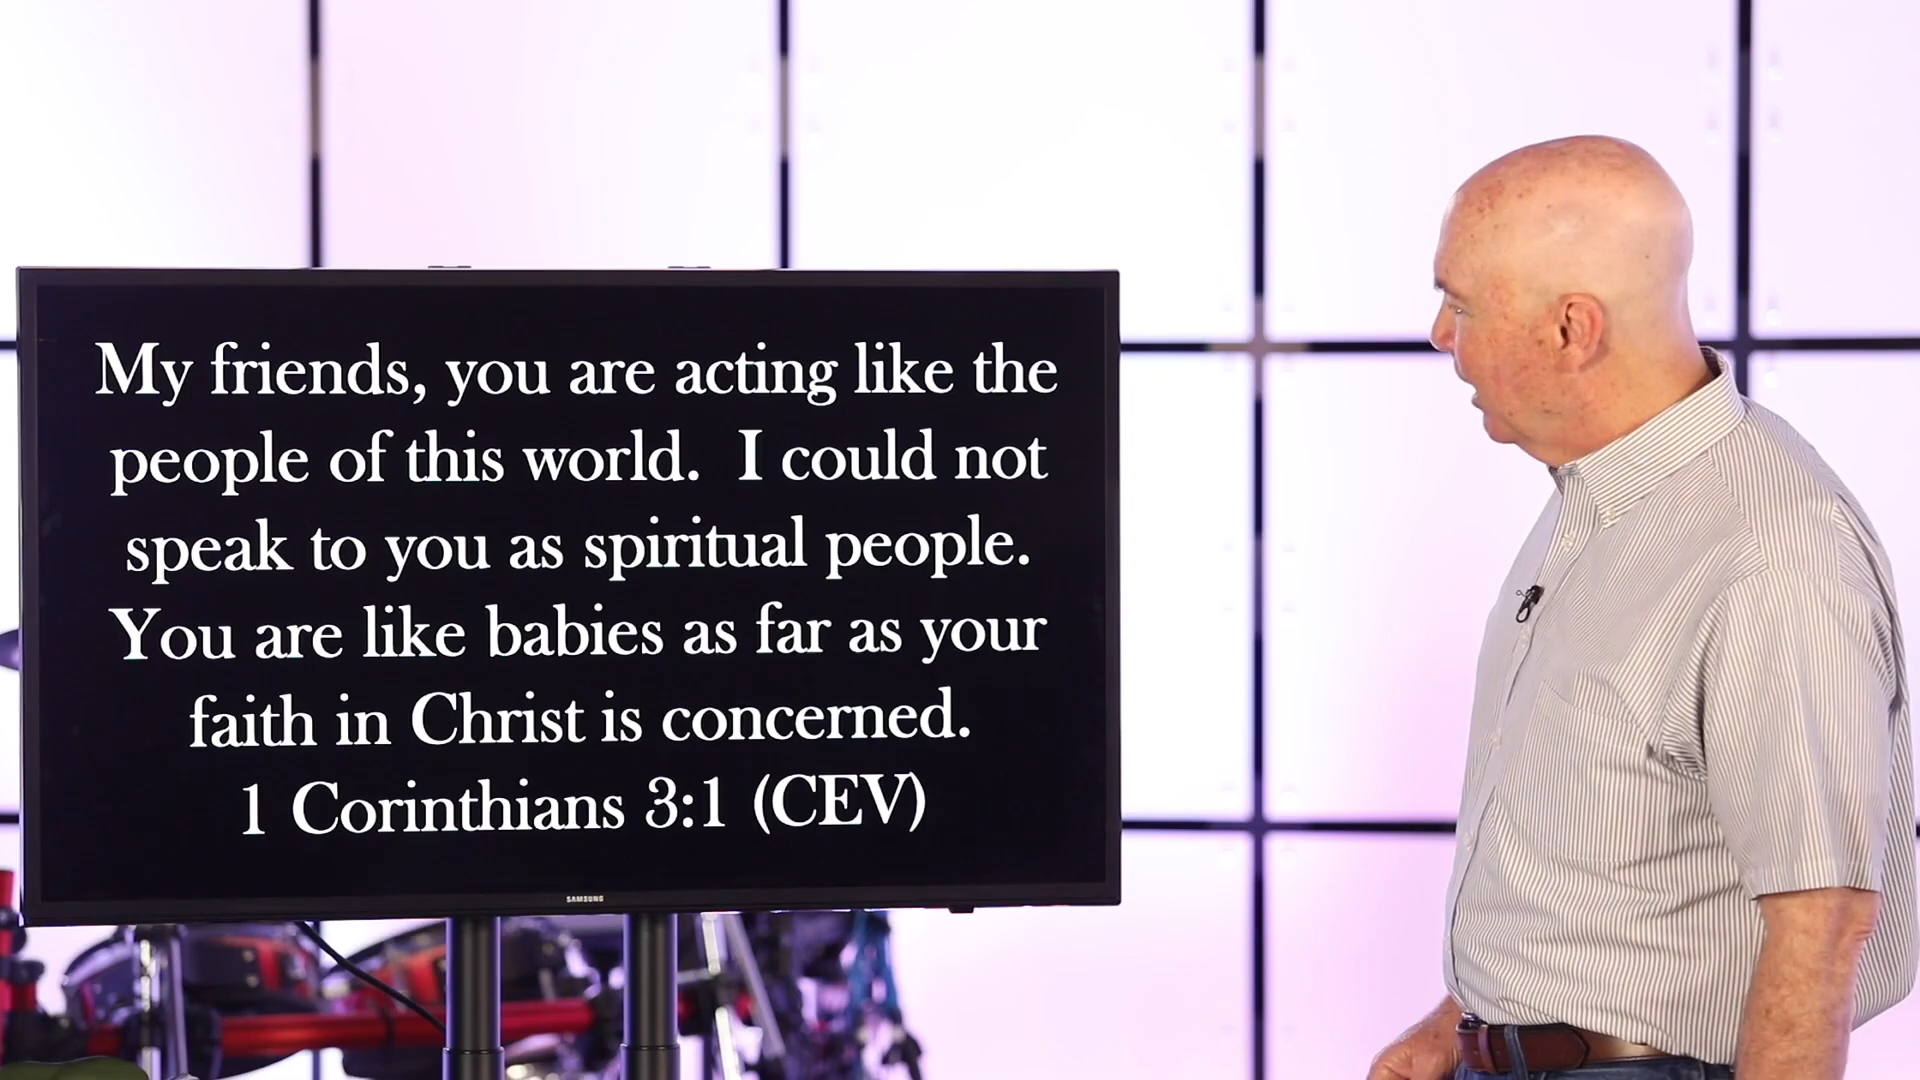 My friends, you are acting like the
people of this world.  I could not
speak to you as spiritual people.
You are like babies as far as your
faith in Christ is concerned.
1 Corinthians 3:1 (CEV)
SAMSUNG